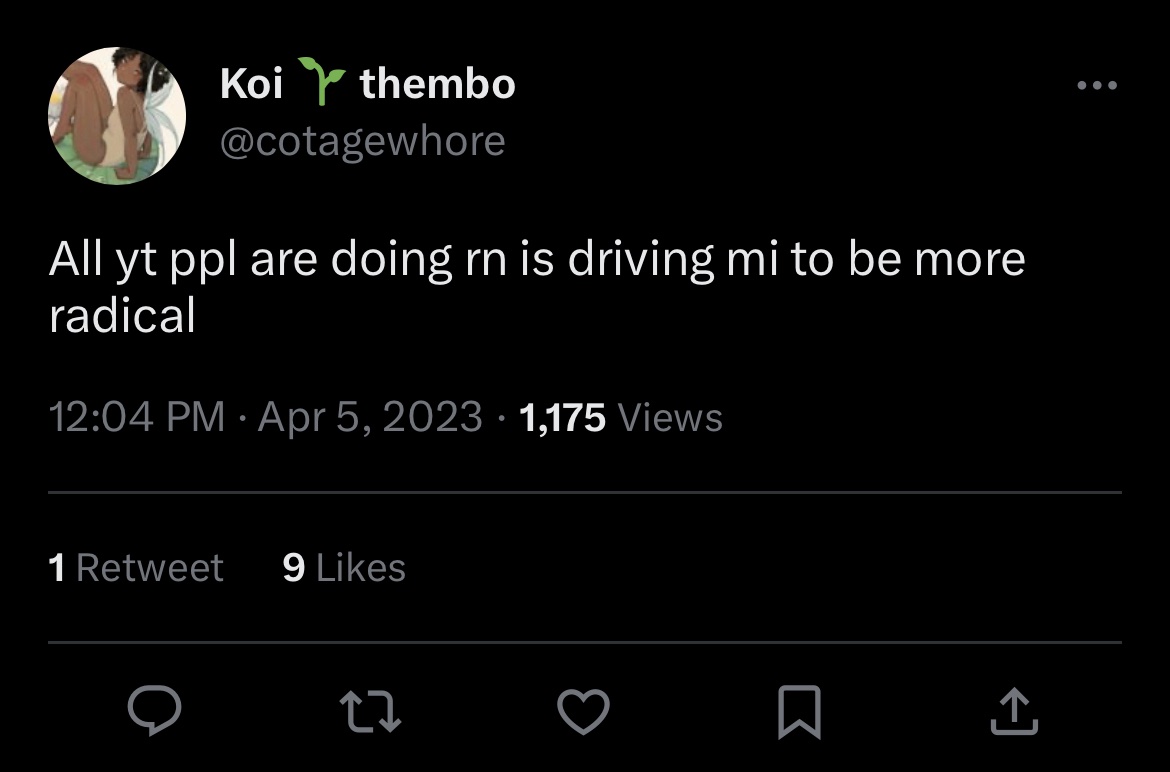 Koi 🌱 thembo
@cotagewhore
All yt ppl are doing rn is driving mi to be more
radical
12:04 PM · Apr 5, 2023 · 1,175 Views
1 Retweet 9 Likes